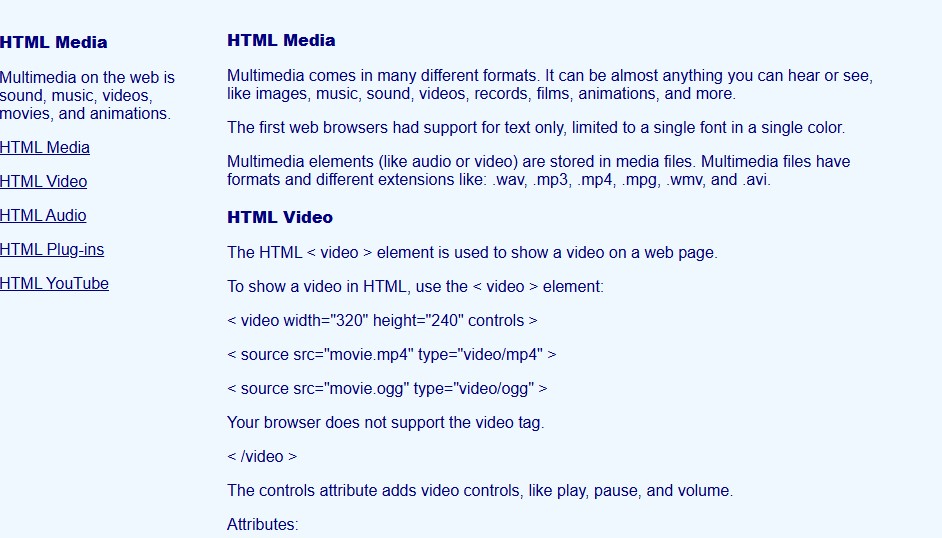 HTML Media
Multimedia on the web is
sound, music, videos,
movies, and animations.
HTML Media
HTML Video
HTML Audio
HTML Plug-ins
HTML YouTube
HTML Media
Multimedia comes in many different formats. It can be almost anything you can hear or see,
like images, music, sound, videos, records, films, animations, and more.
The first web browsers had support for text only, limited to a single font in a single color.
Multimedia elements (like audio or video) are stored in media files. Multimedia files have
formats and different extensions like: .wav, .mp3, .mp4, .mpg, .wmv, and .avi.
HTML Video
The HTML < video > element is used to show a video on a web page.
To show a video in HTML, use the < video > element:
< video width="320" height="240" controls >
< source src="movie.mp4" type="video/mp4" >
< source src="movie.ogg" type="video/ogg" >
Your browser does not support the video tag.
< /video >
The controls attribute adds video controls, like play, pause, and volume.
Attributes: